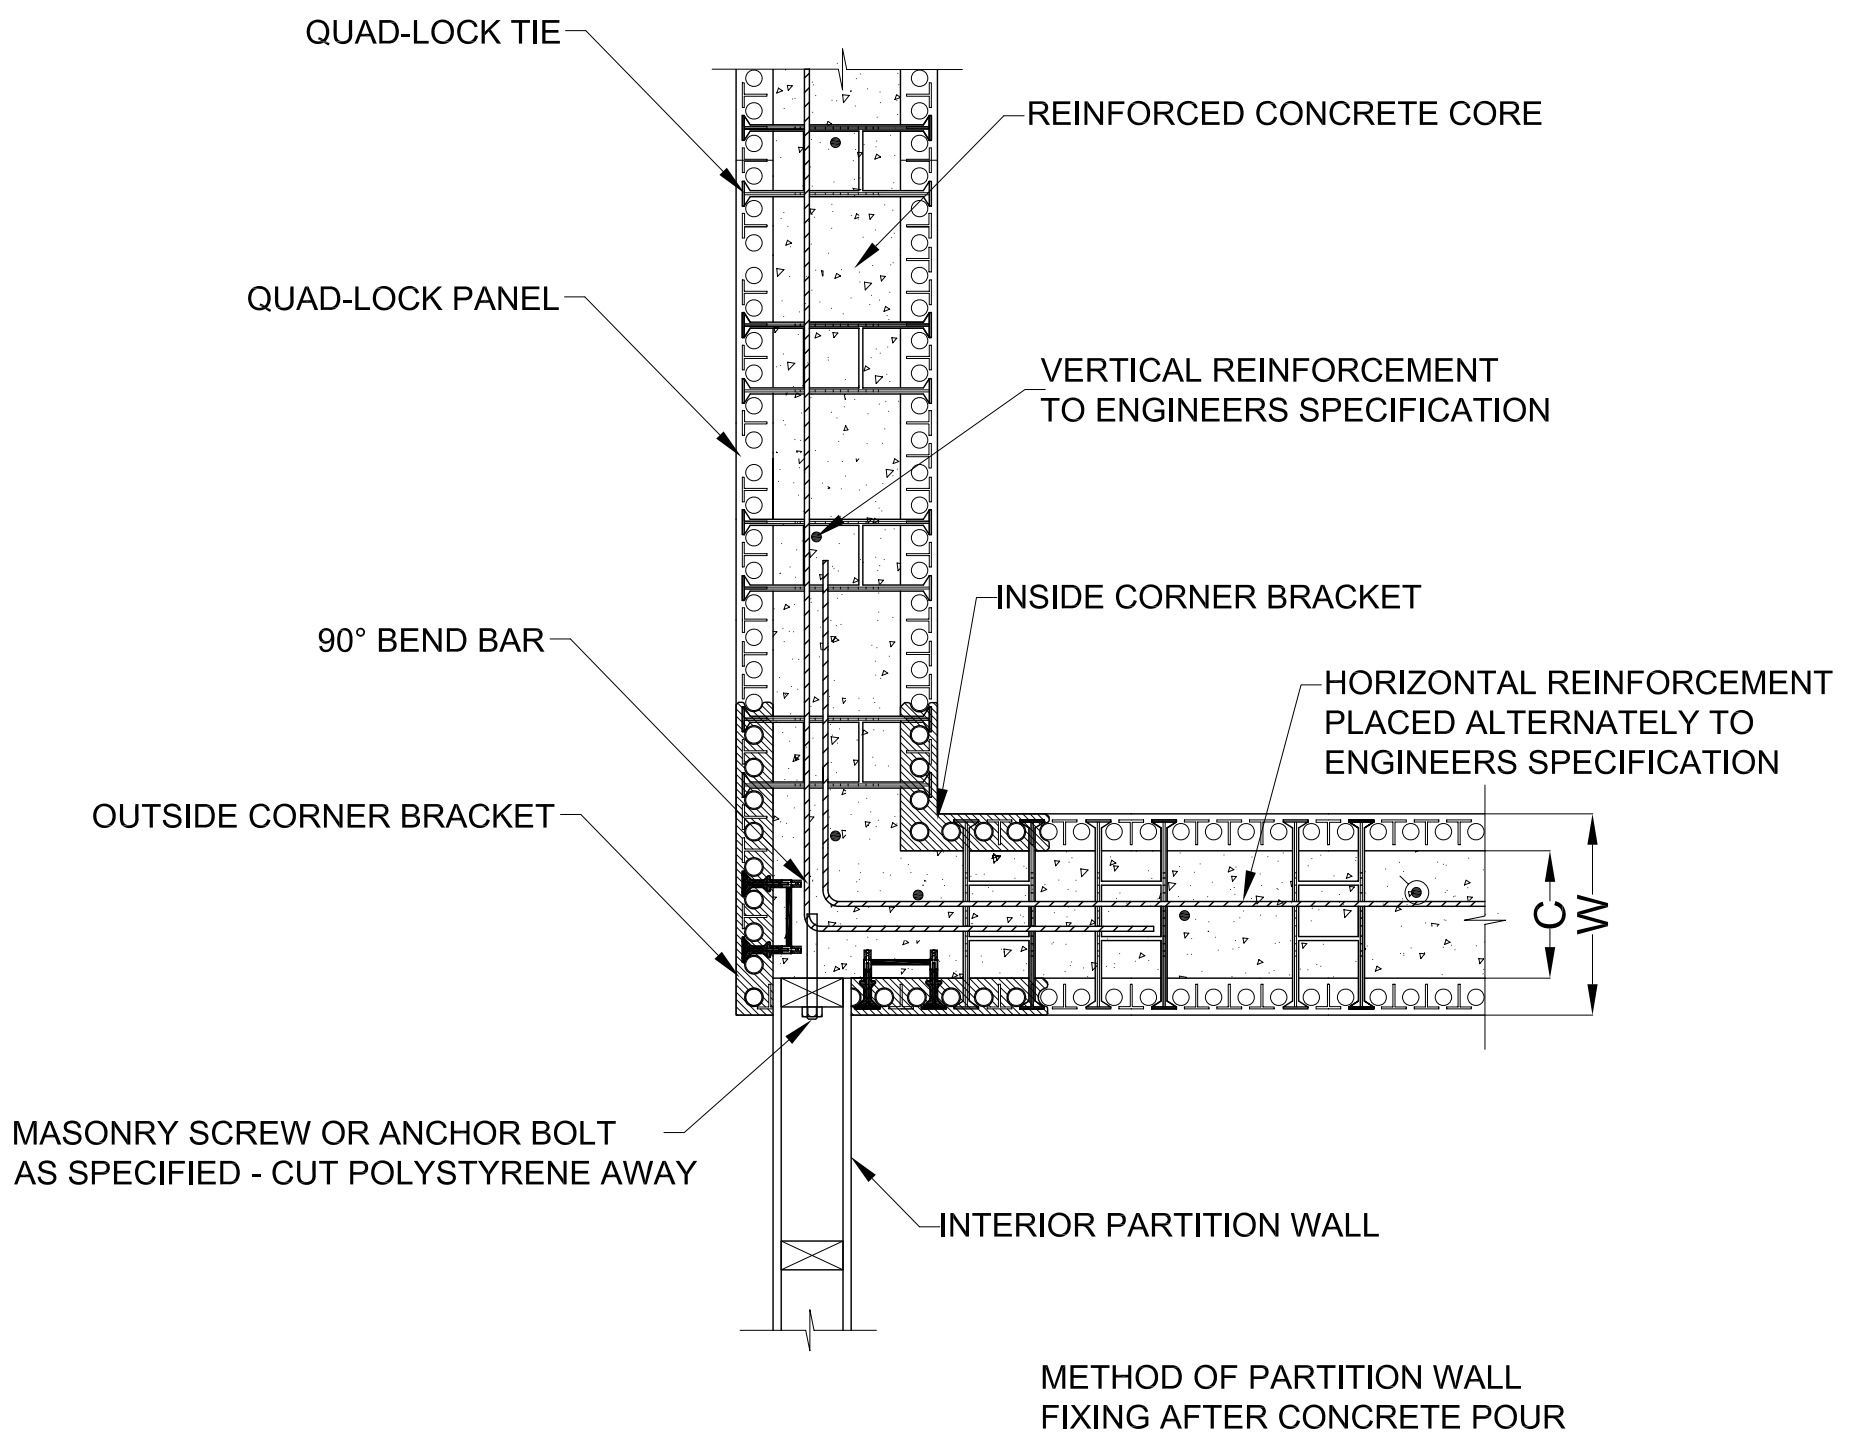 QUAD-LOCK TIE
REINFORCED CONCRETE CORE
QUAD-LOCK PANEL
VERTICAL REINFORCEMENT
TO ENGINEERS SPECIFICATION
INSIDE CORNER BRACKET
90° BEND BAR
HORIZONTAL REINFORCEMENT
PLACED ALTERNATELY TO
ENGINEERS SPECIFICATION
OUTSIDE CORNER BRACKET
C
W
MASONRY SCREW OR ANCHOR BOLT
AS SPECIFIED - CUT POLYSTYRENE AWAY
INTERIOR PARTITION WALL
METHOD OF PARTITION WALL
FIXING AFTER CONCRETE POUR